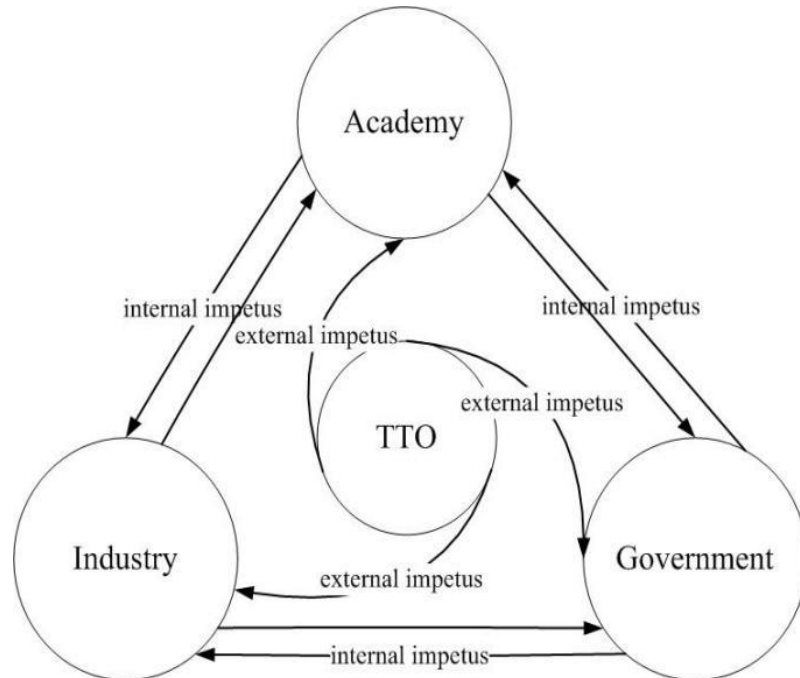 Academy
internal impetus
internal impetus
external impetus
external impetus
TTO
Industry
Government
external impetus
internal impetus